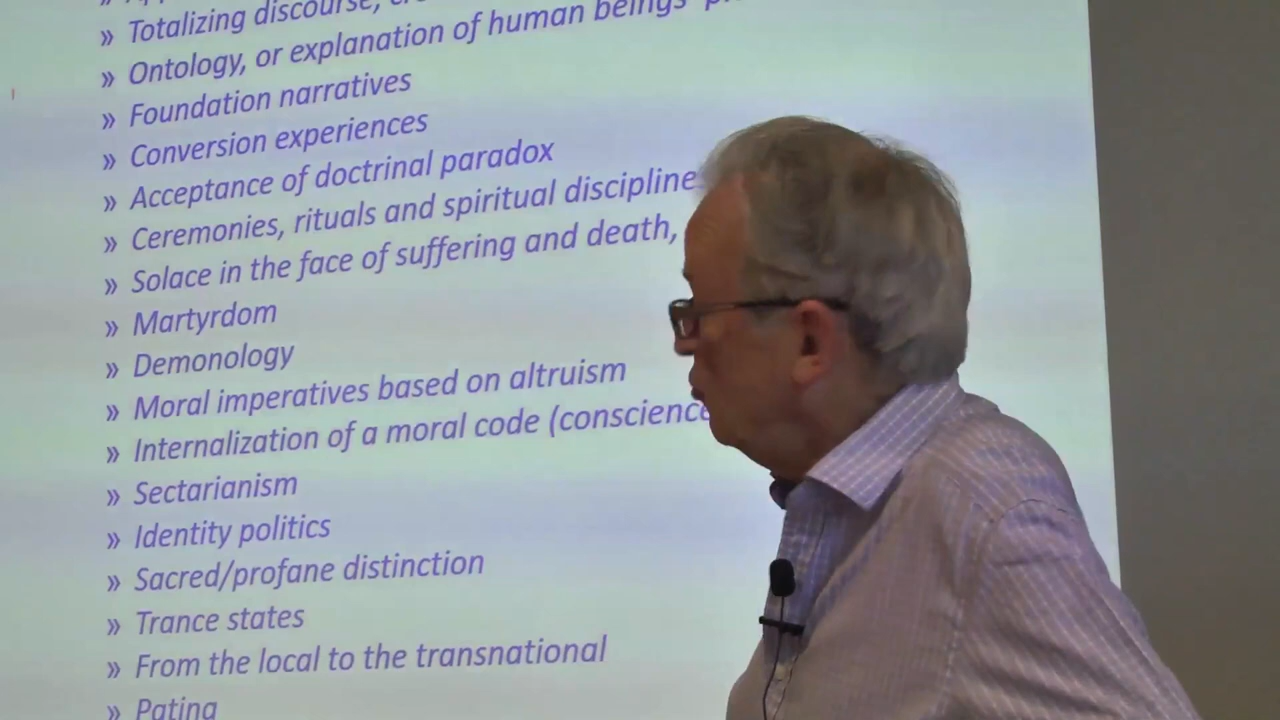 » Totalizing discourse,
» Ontology, or explanation of human beings'
» Foundation narratives
» Conversion experiences
» Acceptance of doctrinal paradox
» Ceremonies, rituals and spiritual discipline
» Solace in the face of suffering and death,
» Martyrdom
» Demonology
» Moral imperatives based on altruism
» Internalization of a moral code (conscience
» Sectarianism
» Identity politics
» Sacred/profane distinction
» Trance states
» From the local to the transnational
» Patina